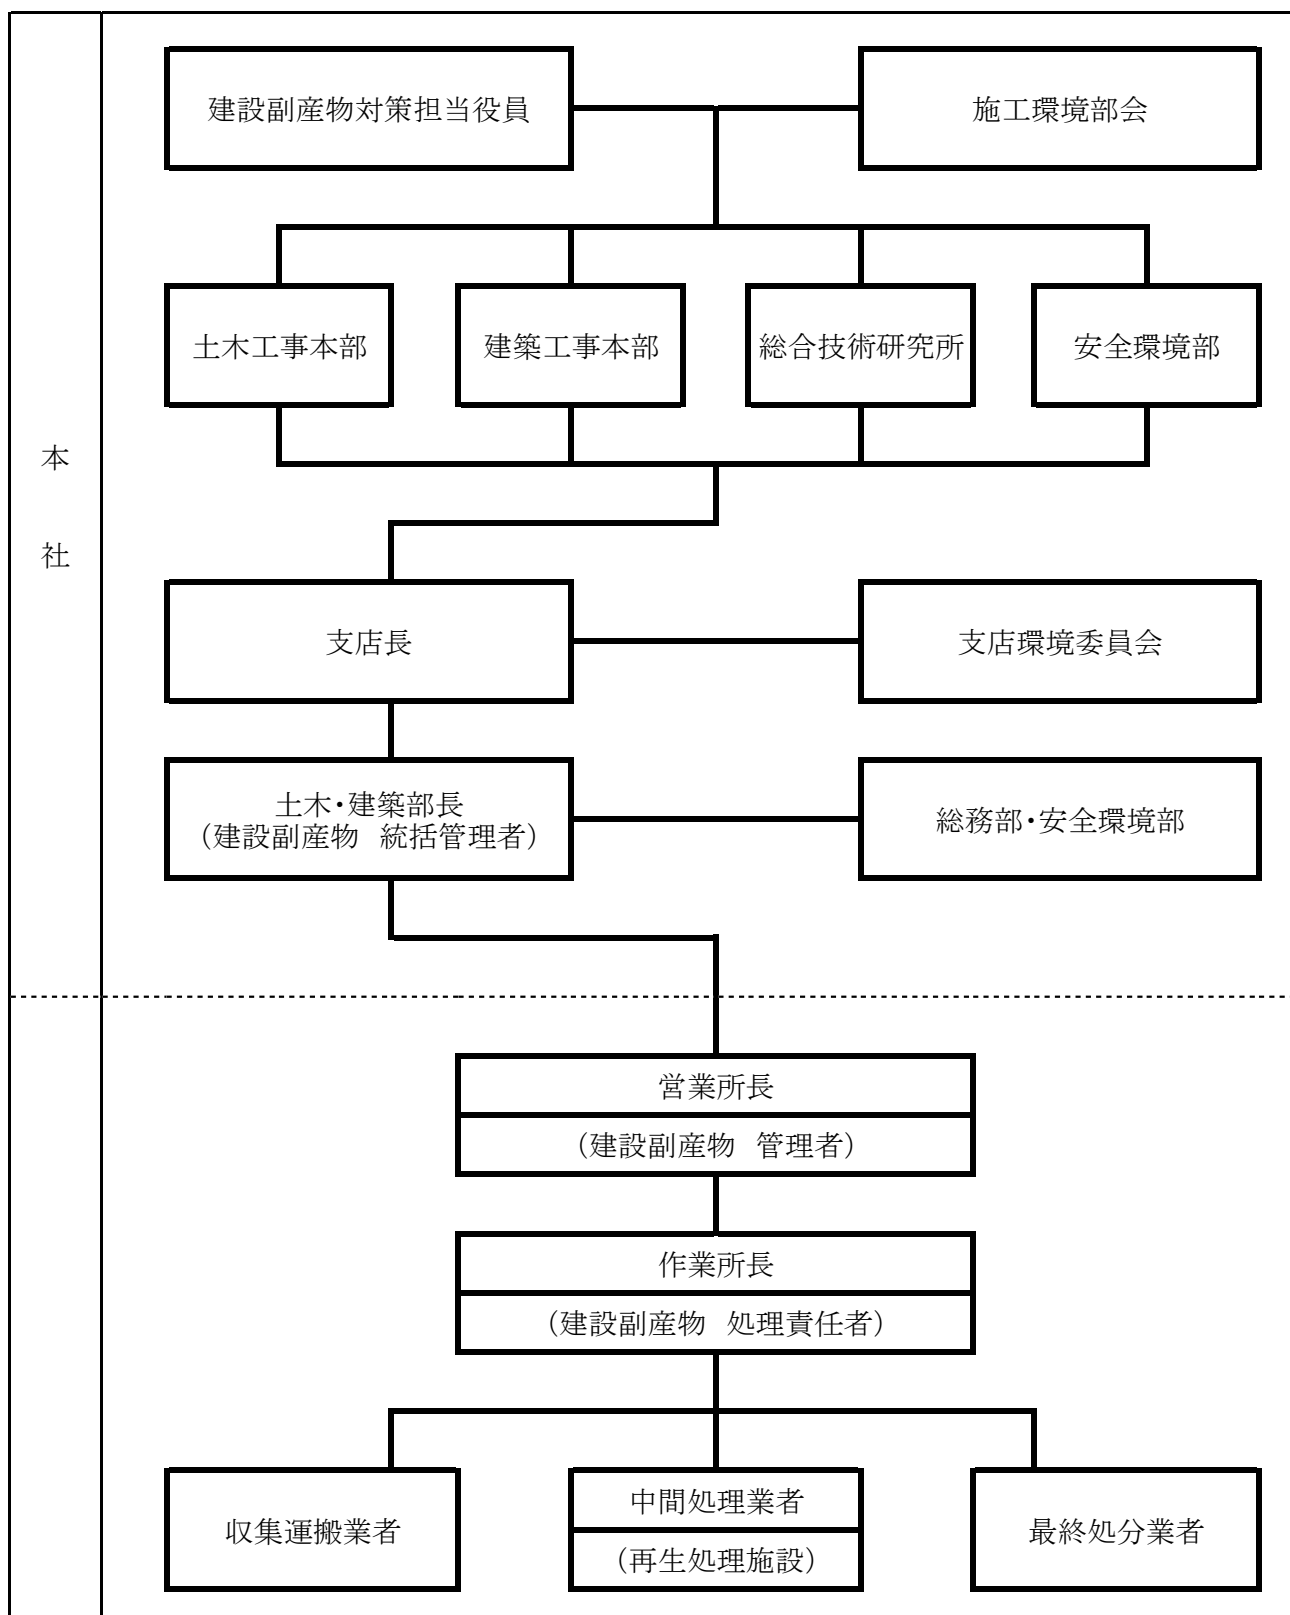 建設副産物対策担当役員
施工環境部会
土木工事本部
建築工事本部
総合技術研究所
安全環境部
本
社
支店長
支店環境委員会
土木・建築部長
（建設副産物　統括管理者）
総務部・安全環境部
営業所長
（建設副産物　管理者）
作業所長
（建設副産物　処理責任者）
収集運搬業者
中間処理業者
（再生処理施設）
最終処分業者